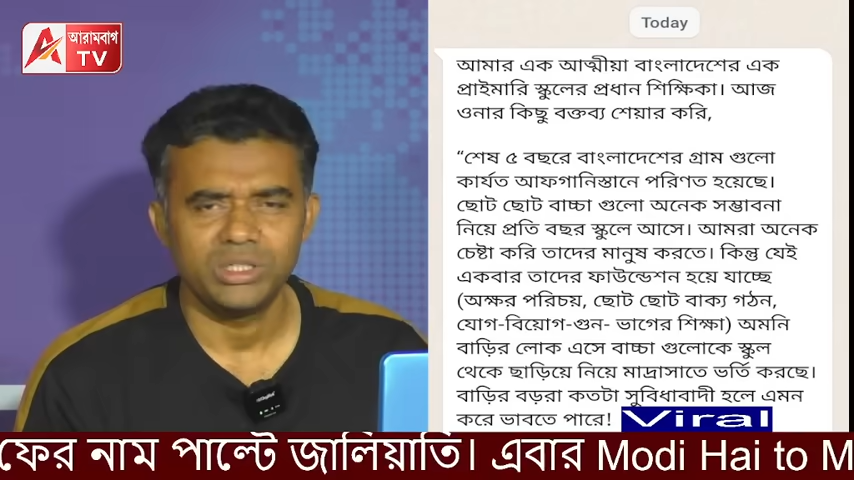 আরামবাগ
TV
Today
আমার এক আত্মীয়া বাংলাদেশের এক
প্রাইমারি স্কুলের প্রধান শিক্ষিকা। আজ
ওনার কিছু বক্তব্য শেয়ার করি,
“শেষ ৫ বছরে বাংলাদেশের গ্রাম গুলো
কার্যত আফগানিস্তানে পরিণত হয়েছে।
ছোট ছোট বাচ্চা গুলো অনেক সম্ভাবনা
নিয়ে প্রতি বছর স্কুলে আসে। আমরা অনেক
চেষ্টা করি তাদের মানুষ করতে। কিন্তু যেই
একবার তাদের ফাউন্ডেশন হয়ে যাচ্ছে
(অক্ষর পরিচয়, ছোট ছোট বাক্য গঠন,
যোগ-বিয়োগ-গুন- ভাগের শিক্ষা) অমনি
বাড়ির লোক এসে বাচ্চা গুলোকে স্কুল
থেকে ছাড়িয়ে নিয়ে মাদ্রাসাতে ভর্তি করছে।
বাড়ির বড়রা কতটা সুবিধাবাদী হলে এমন
করে ভাবতে পারে!
Viral
ফের নাম পাল্টে জালিয়াতি। এবার Modi Hai to M